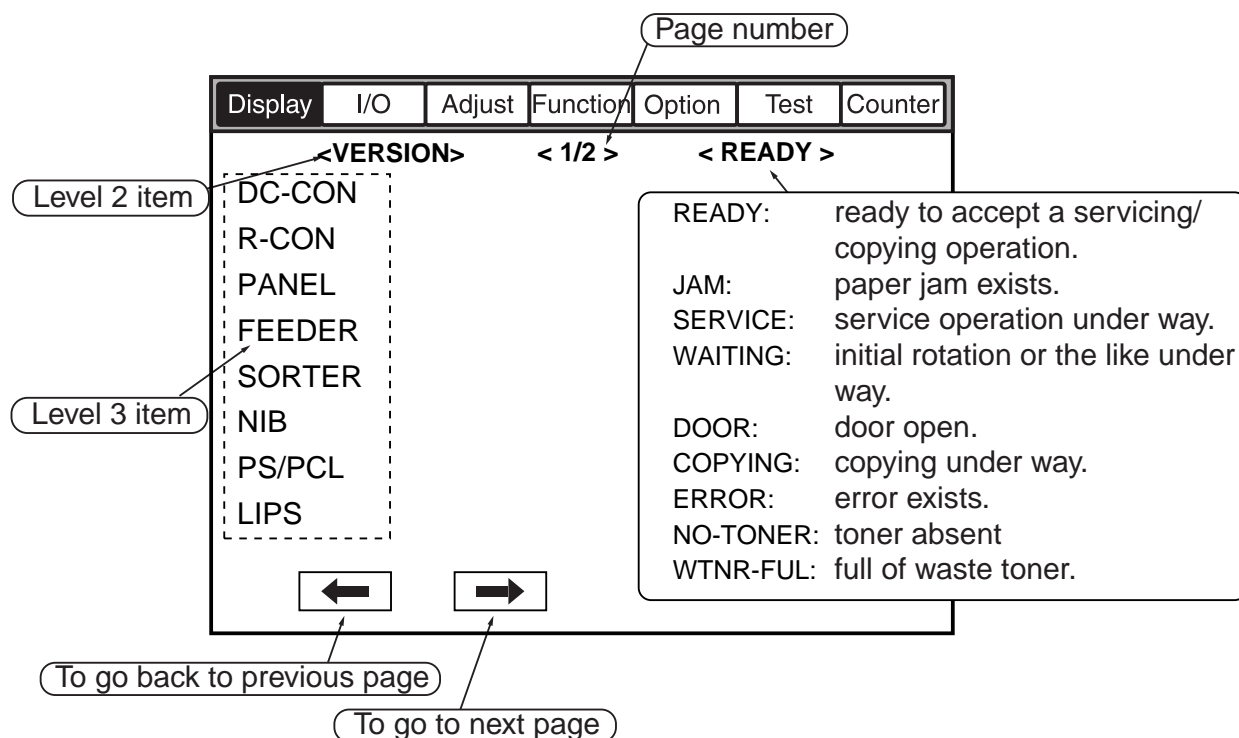 Page number
Display I/O Adjust Function Option Test Counter
<VERSION> < 1/2 > < READY >
Level 2 item
DC-CON
R-CON
PANEL
FEEDER
SORTER
NIB
PS/PCL
LIPS
Level 3 item
READY: ready to accept a servicing/
copying operation.
JAM: paper jam exists.
SERVICE: service operation under way.
WAITING: initial rotation or the like under
way.
DOOR: door open.
COPYING: copying under way.
ERROR: error exists.
NO-TONER: toner absent
WTNR-FUL: full of waste toner.
To go back to previous page
To go to next page